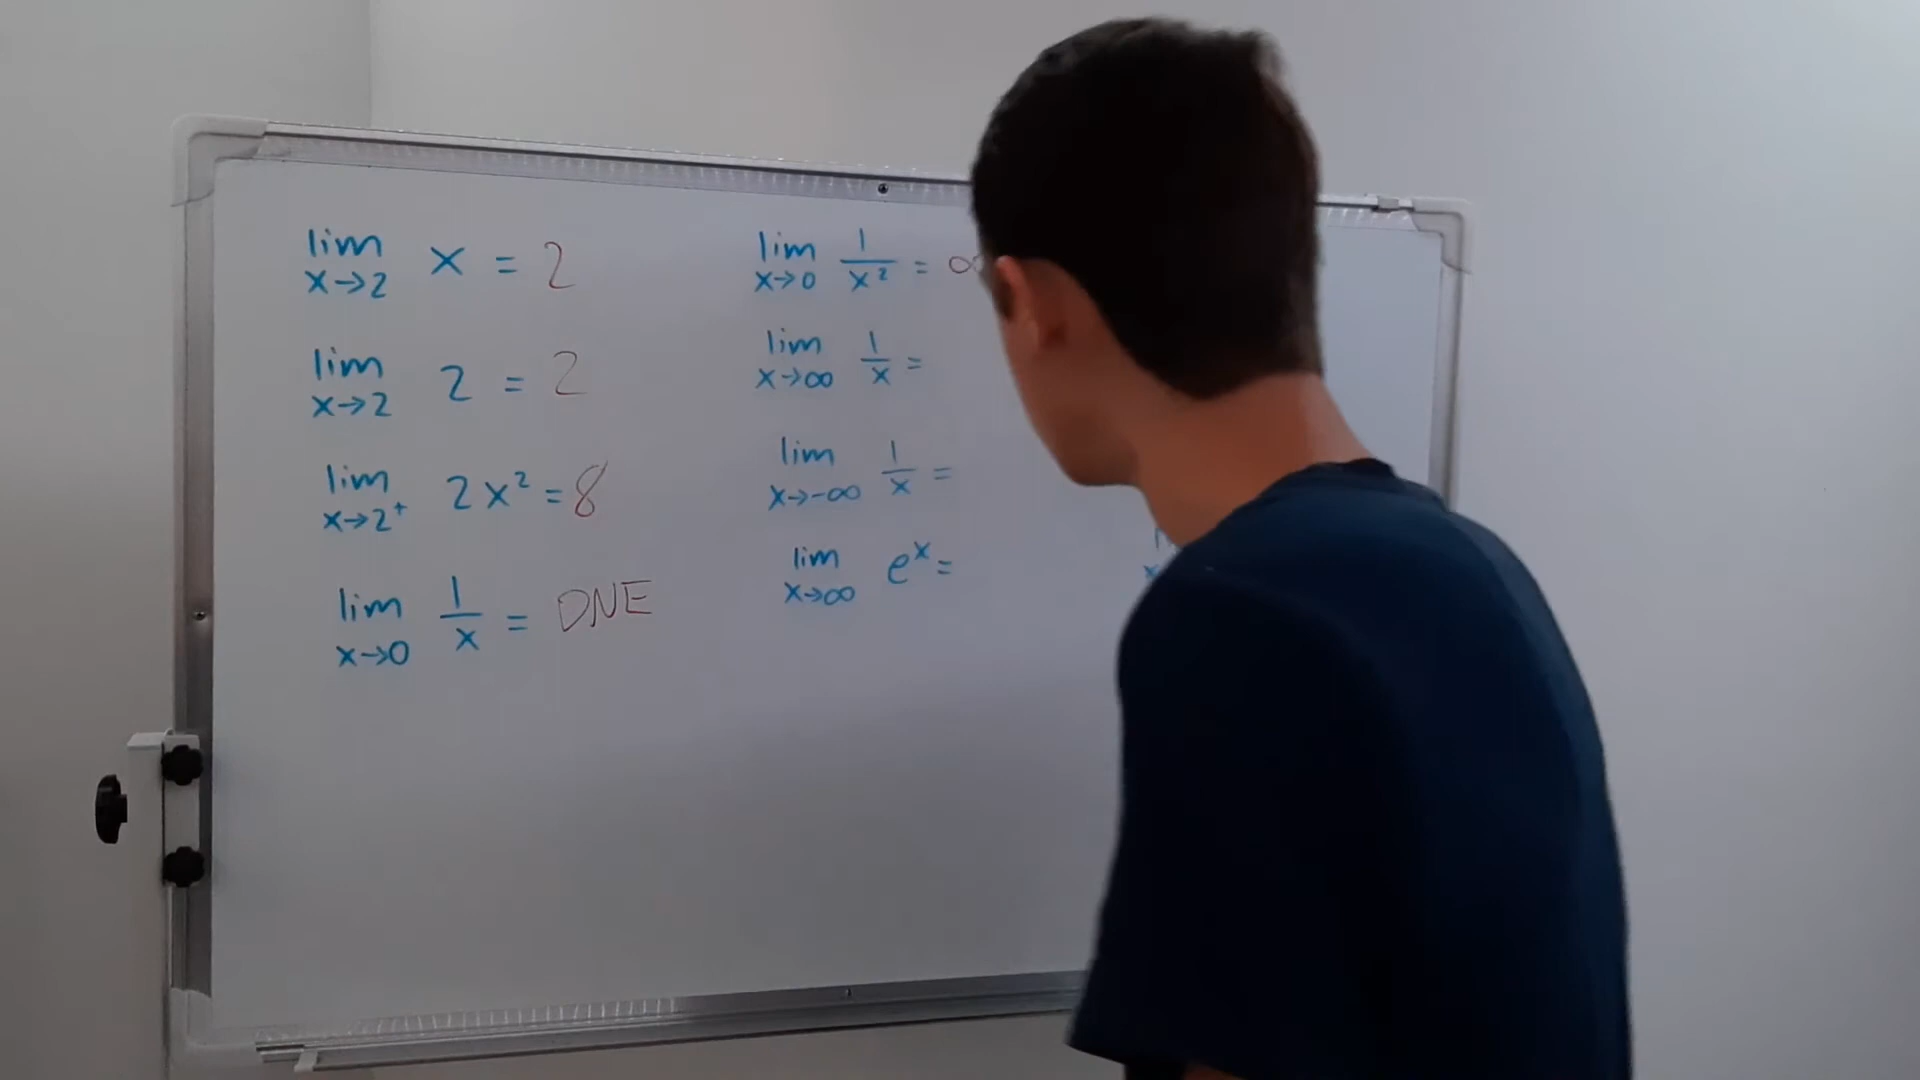 lim x→2 x = 2
lim x→2 2 = 2
lim x→2⁺ 2x² = 8
lim x→0 1/x = DNE
lim x→0 1/x² = ∞
lim x→∞ 1/x =
lim x→-∞ 1/x =
lim x→∞ eˣ =